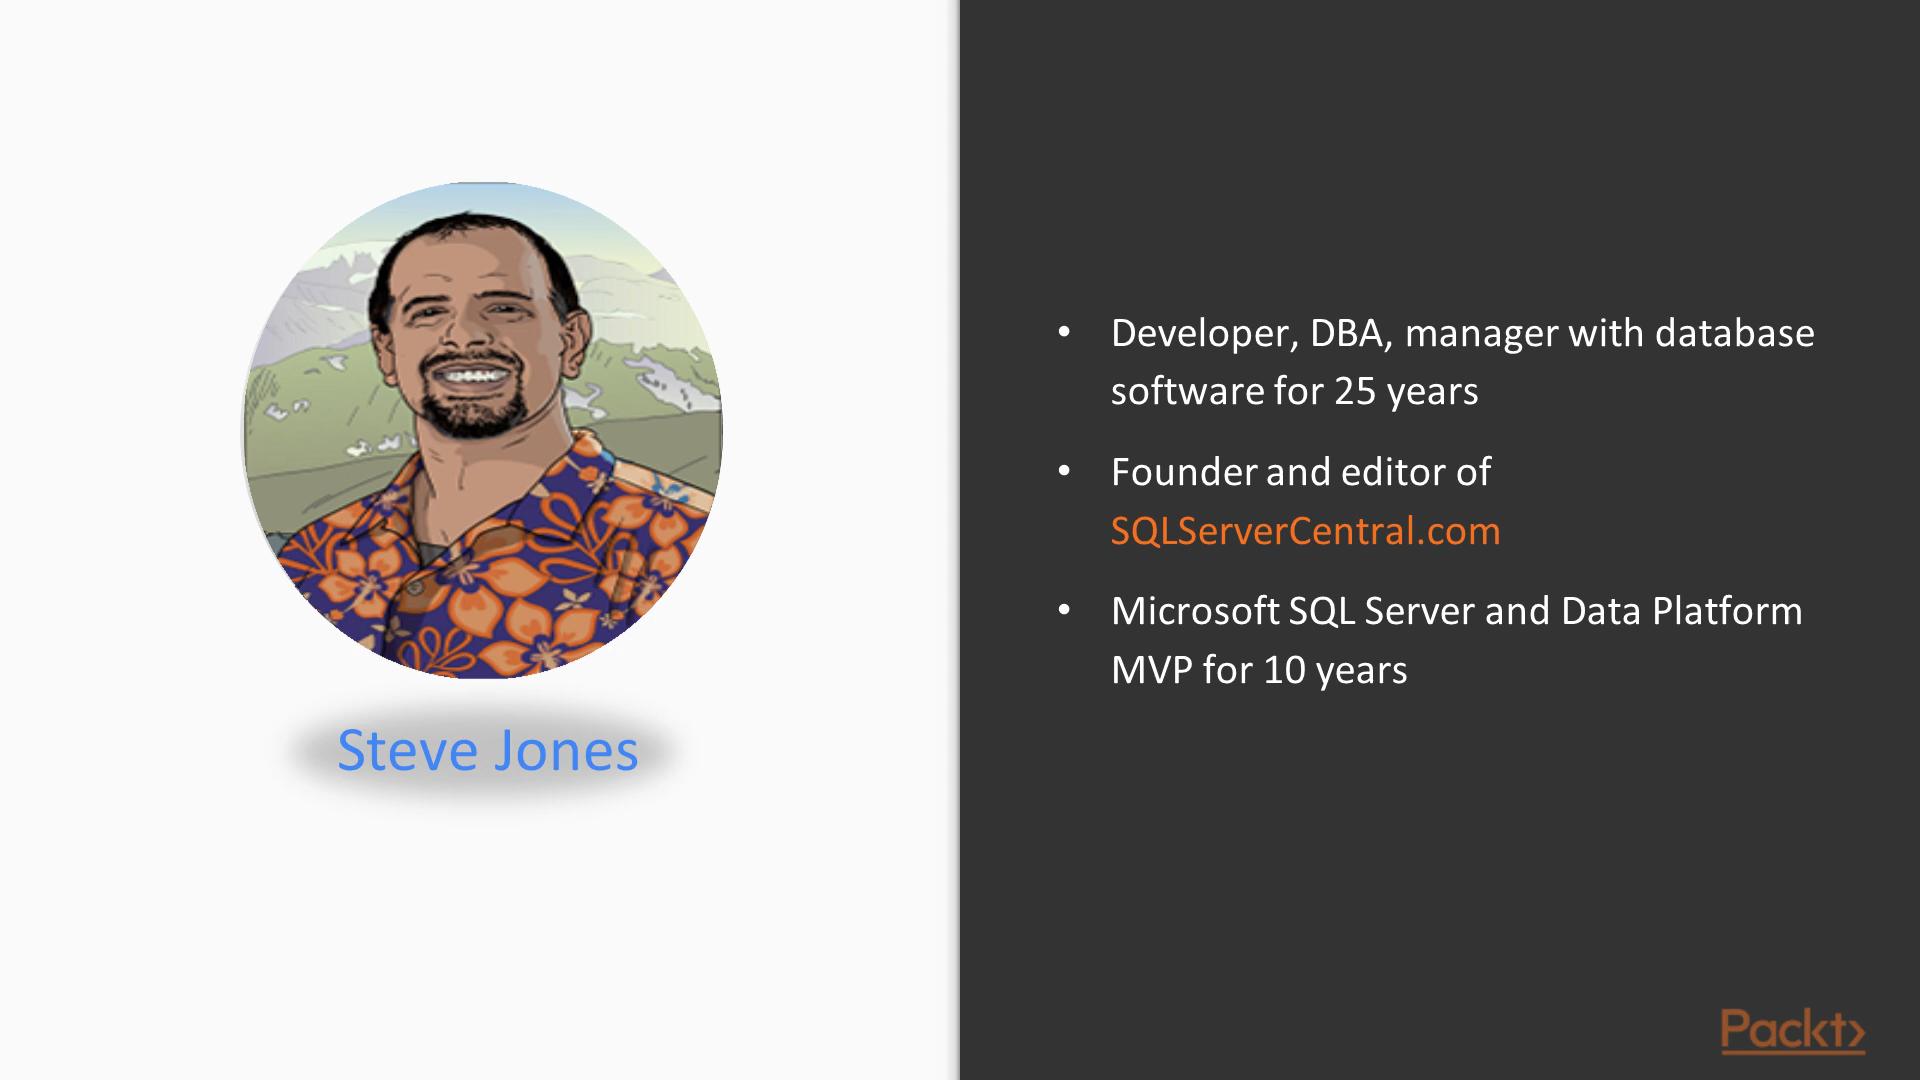 Steve Jones
• Developer, DBA, manager with database
software for 25 years
• Founder and editor of
SQLServerCentral.com
• Microsoft SQL Server and Data Platform
MVP for 10 years
Packt>